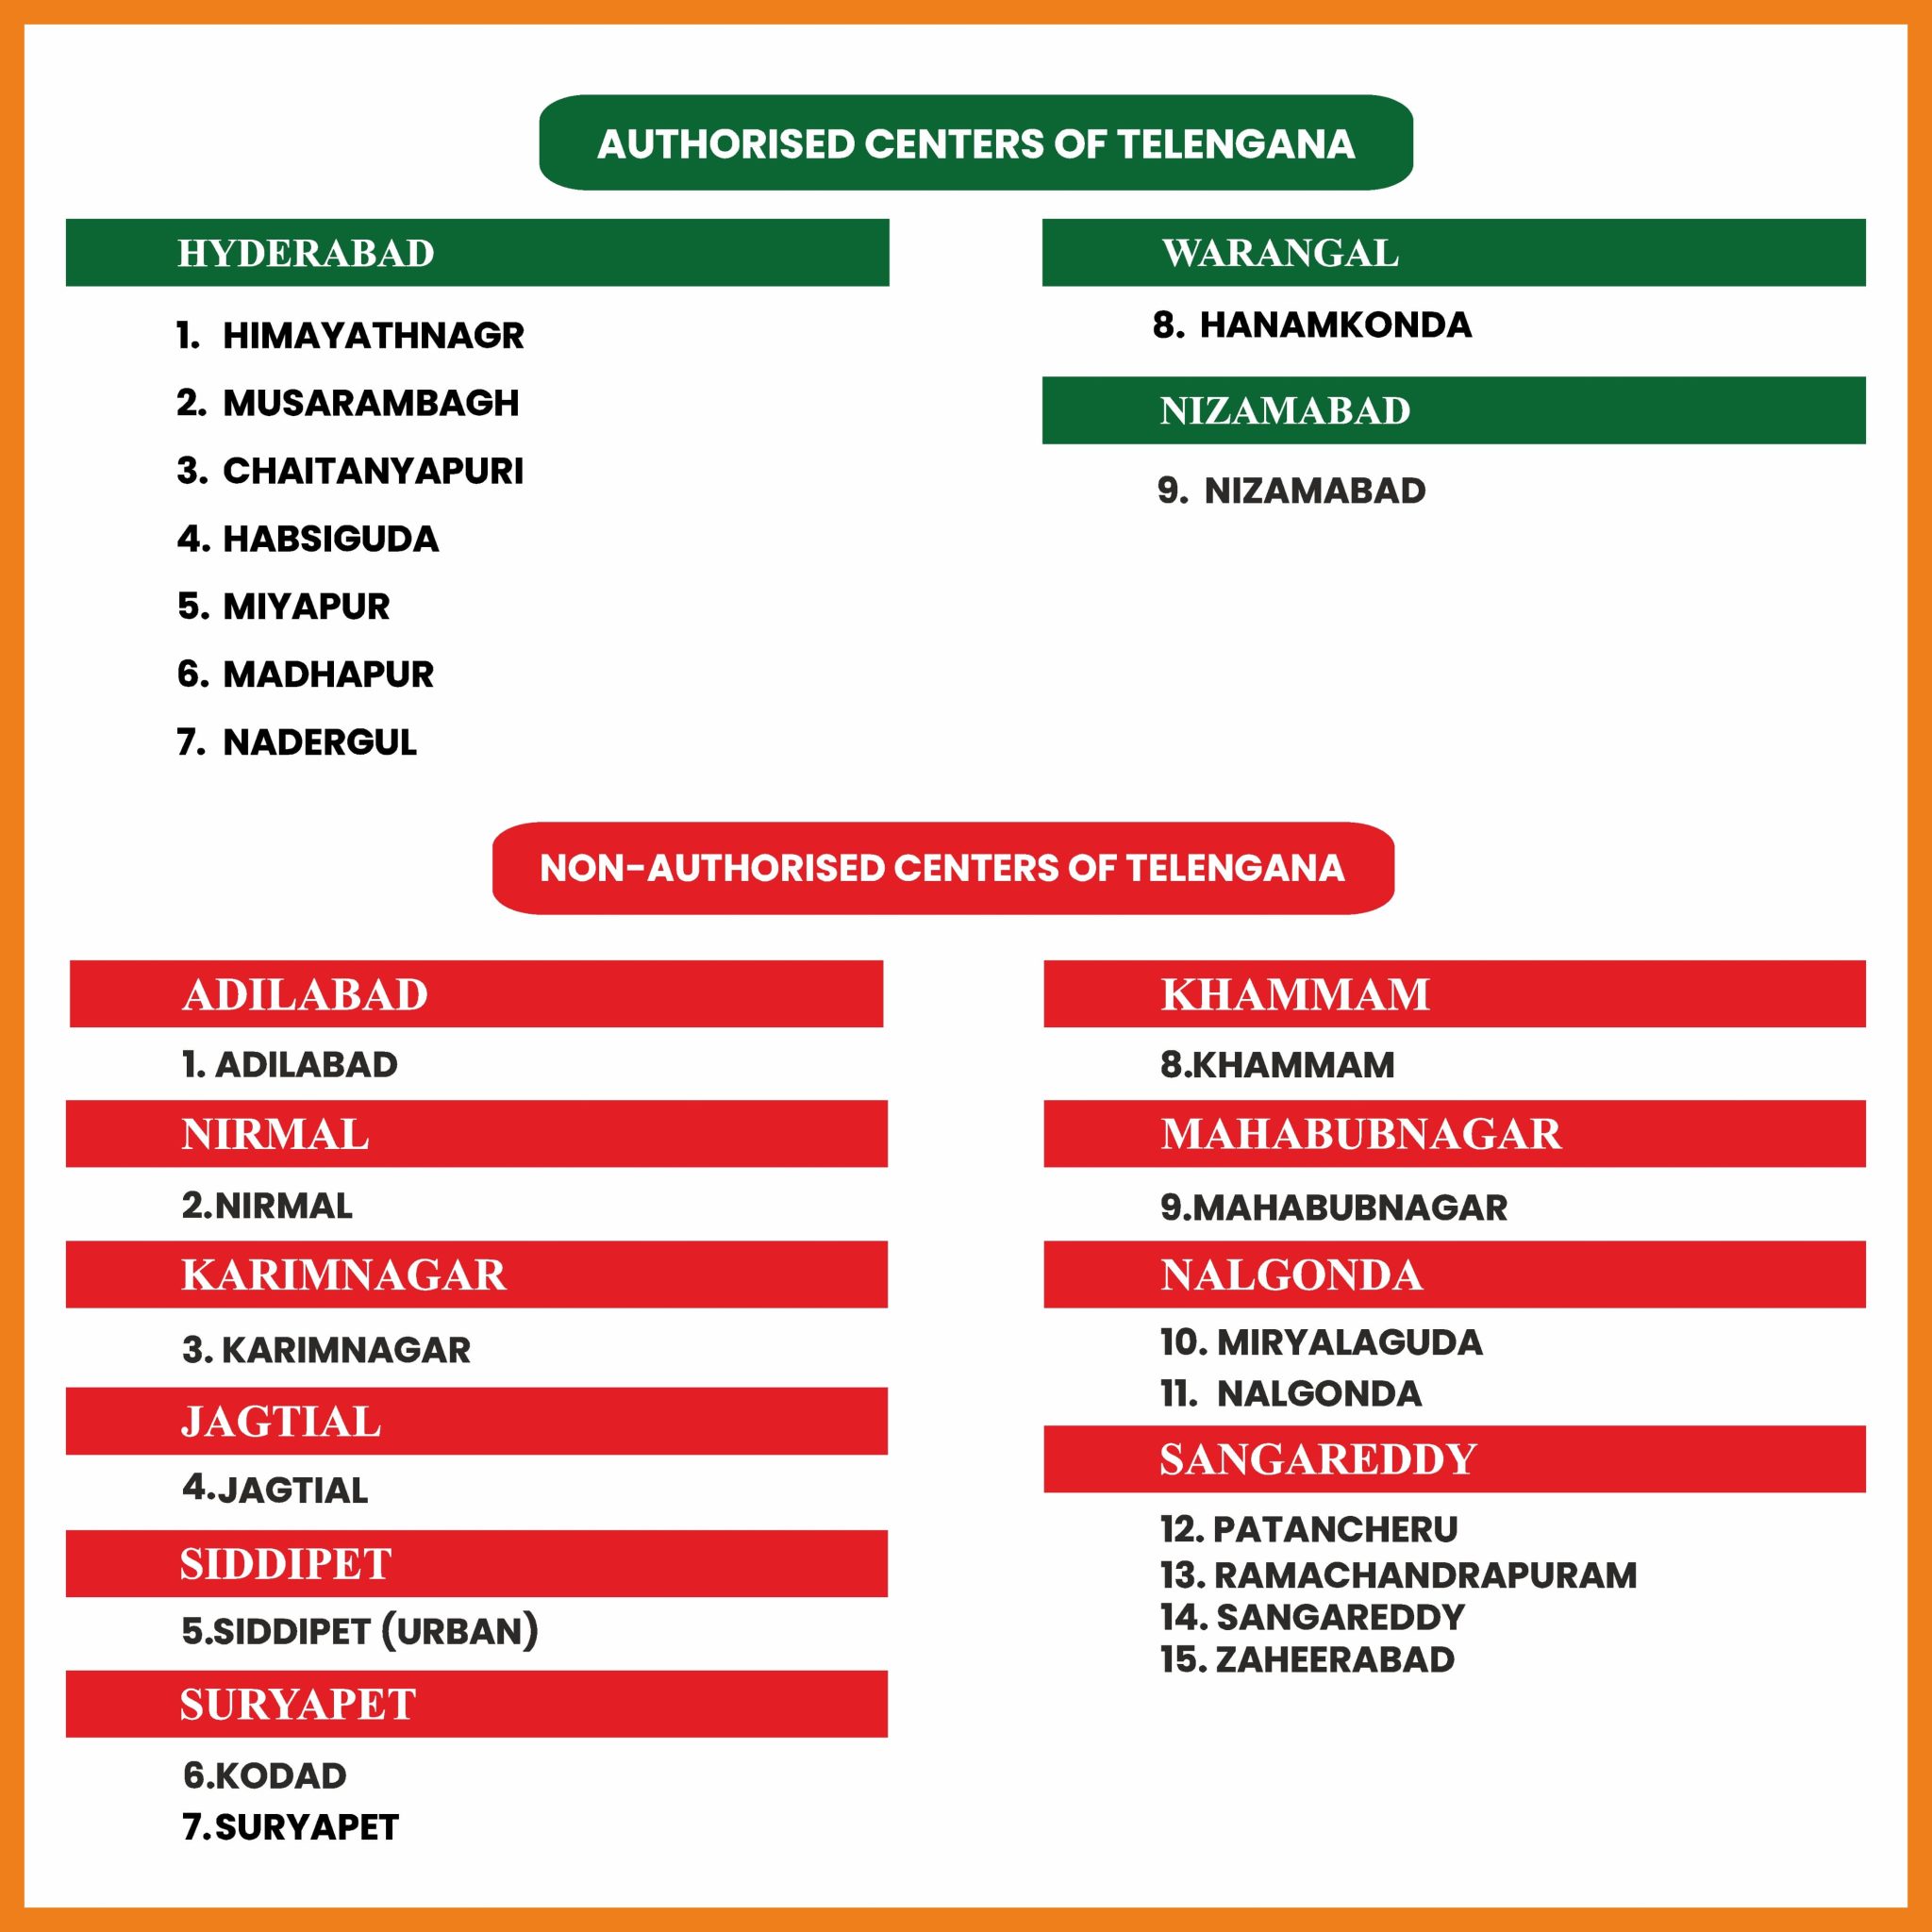 AUTHORISED CENTERS OF TELENGANA
HYDERABAD
1. HIMAYATHNAGR
2. MUSARAMBAGH
3. CHAITANYAPURI
4. HABSIGUDA
5. MIYAPUR
6. MADHAPUR
7. NADERGUL
WARANGAL
8. HANAMKONDA
NIZAMABAD
9. NIZAMABAD
NON-AUTHORISED CENTERS OF TELENGANA
ADILABAD
1. ADILABAD
NIRMAL
2.NIRMAL
KARIMNAGAR
3. KARIMNAGAR
JAGTIAL
4.JAGTIAL
SIDDIPET
5.SIDDIPET (URBAN)
SURYAPET
6.KODAD
7.SURYAPET
KHAMMAM
8.KHAMMAM
MAHABUBNAGAR
9.MAHABUBNAGAR
NALGONDA
10. MIRYALAGUDA
11. NALGONDA
SANGAREDDY
12. PATANCHERU
13. RAMACHANDRAPURAM
14. SANGAREDDY
15. ZAHEERABAD